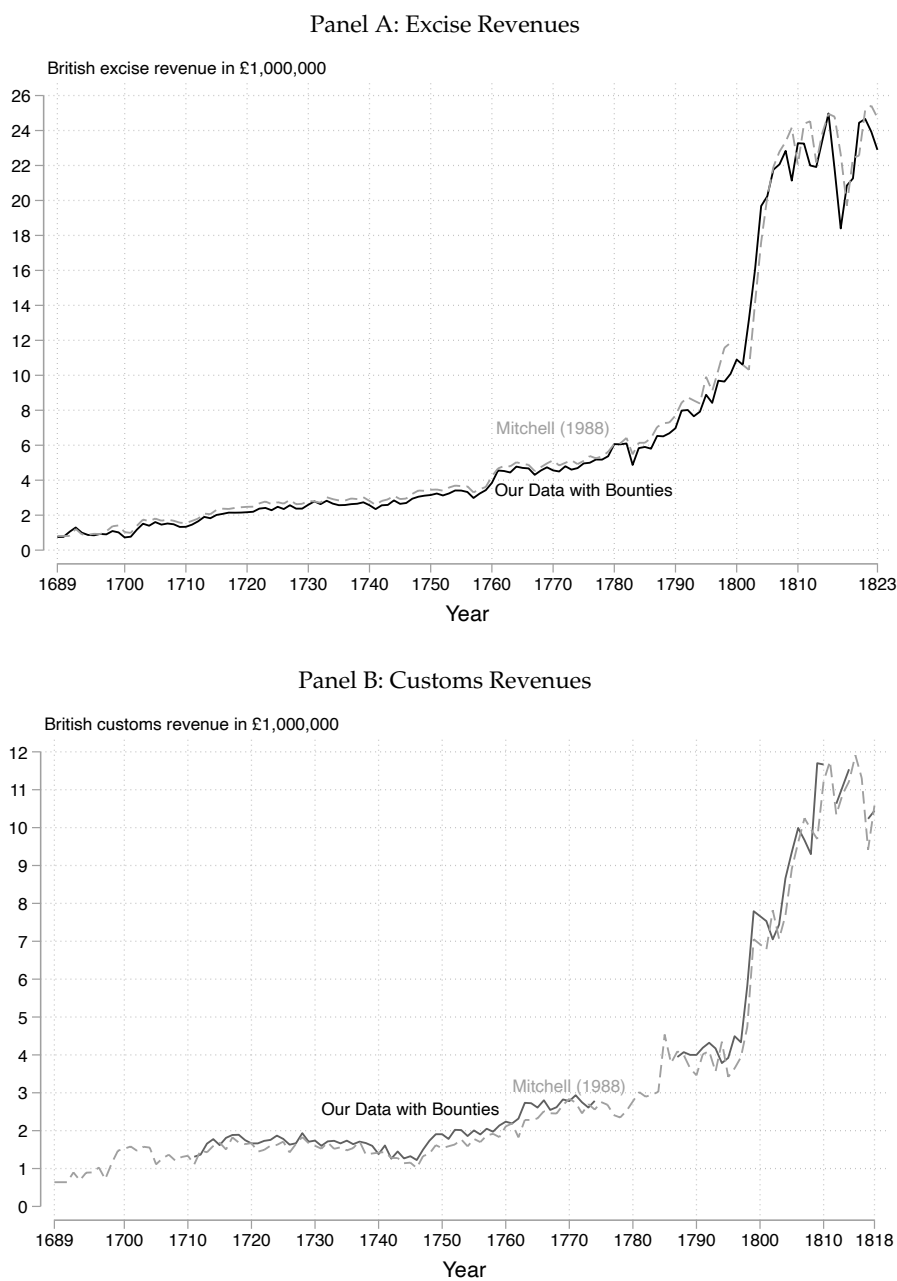 Panel A: Excise Revenues
British excise revenue in £1,000,000
26
24
22
20
18
16
14
12
10
8
Mitchell (1988)
6
4
Our Data with Bounties
2
0
1689 1700 1710 1720 1730 1740 1750 1760 1770 1780 1790 1800 1810 1823
Year
Panel B: Customs Revenues
British customs revenue in £1,000,000
12
11
10
9
8
7
6
5
4
3
Mitchell (1988)
Our Data with Bounties
2
1
0
1689 1700 1710 1720 1730 1740 1750 1760 1770 1780 1790 1800 1810 1818
Year